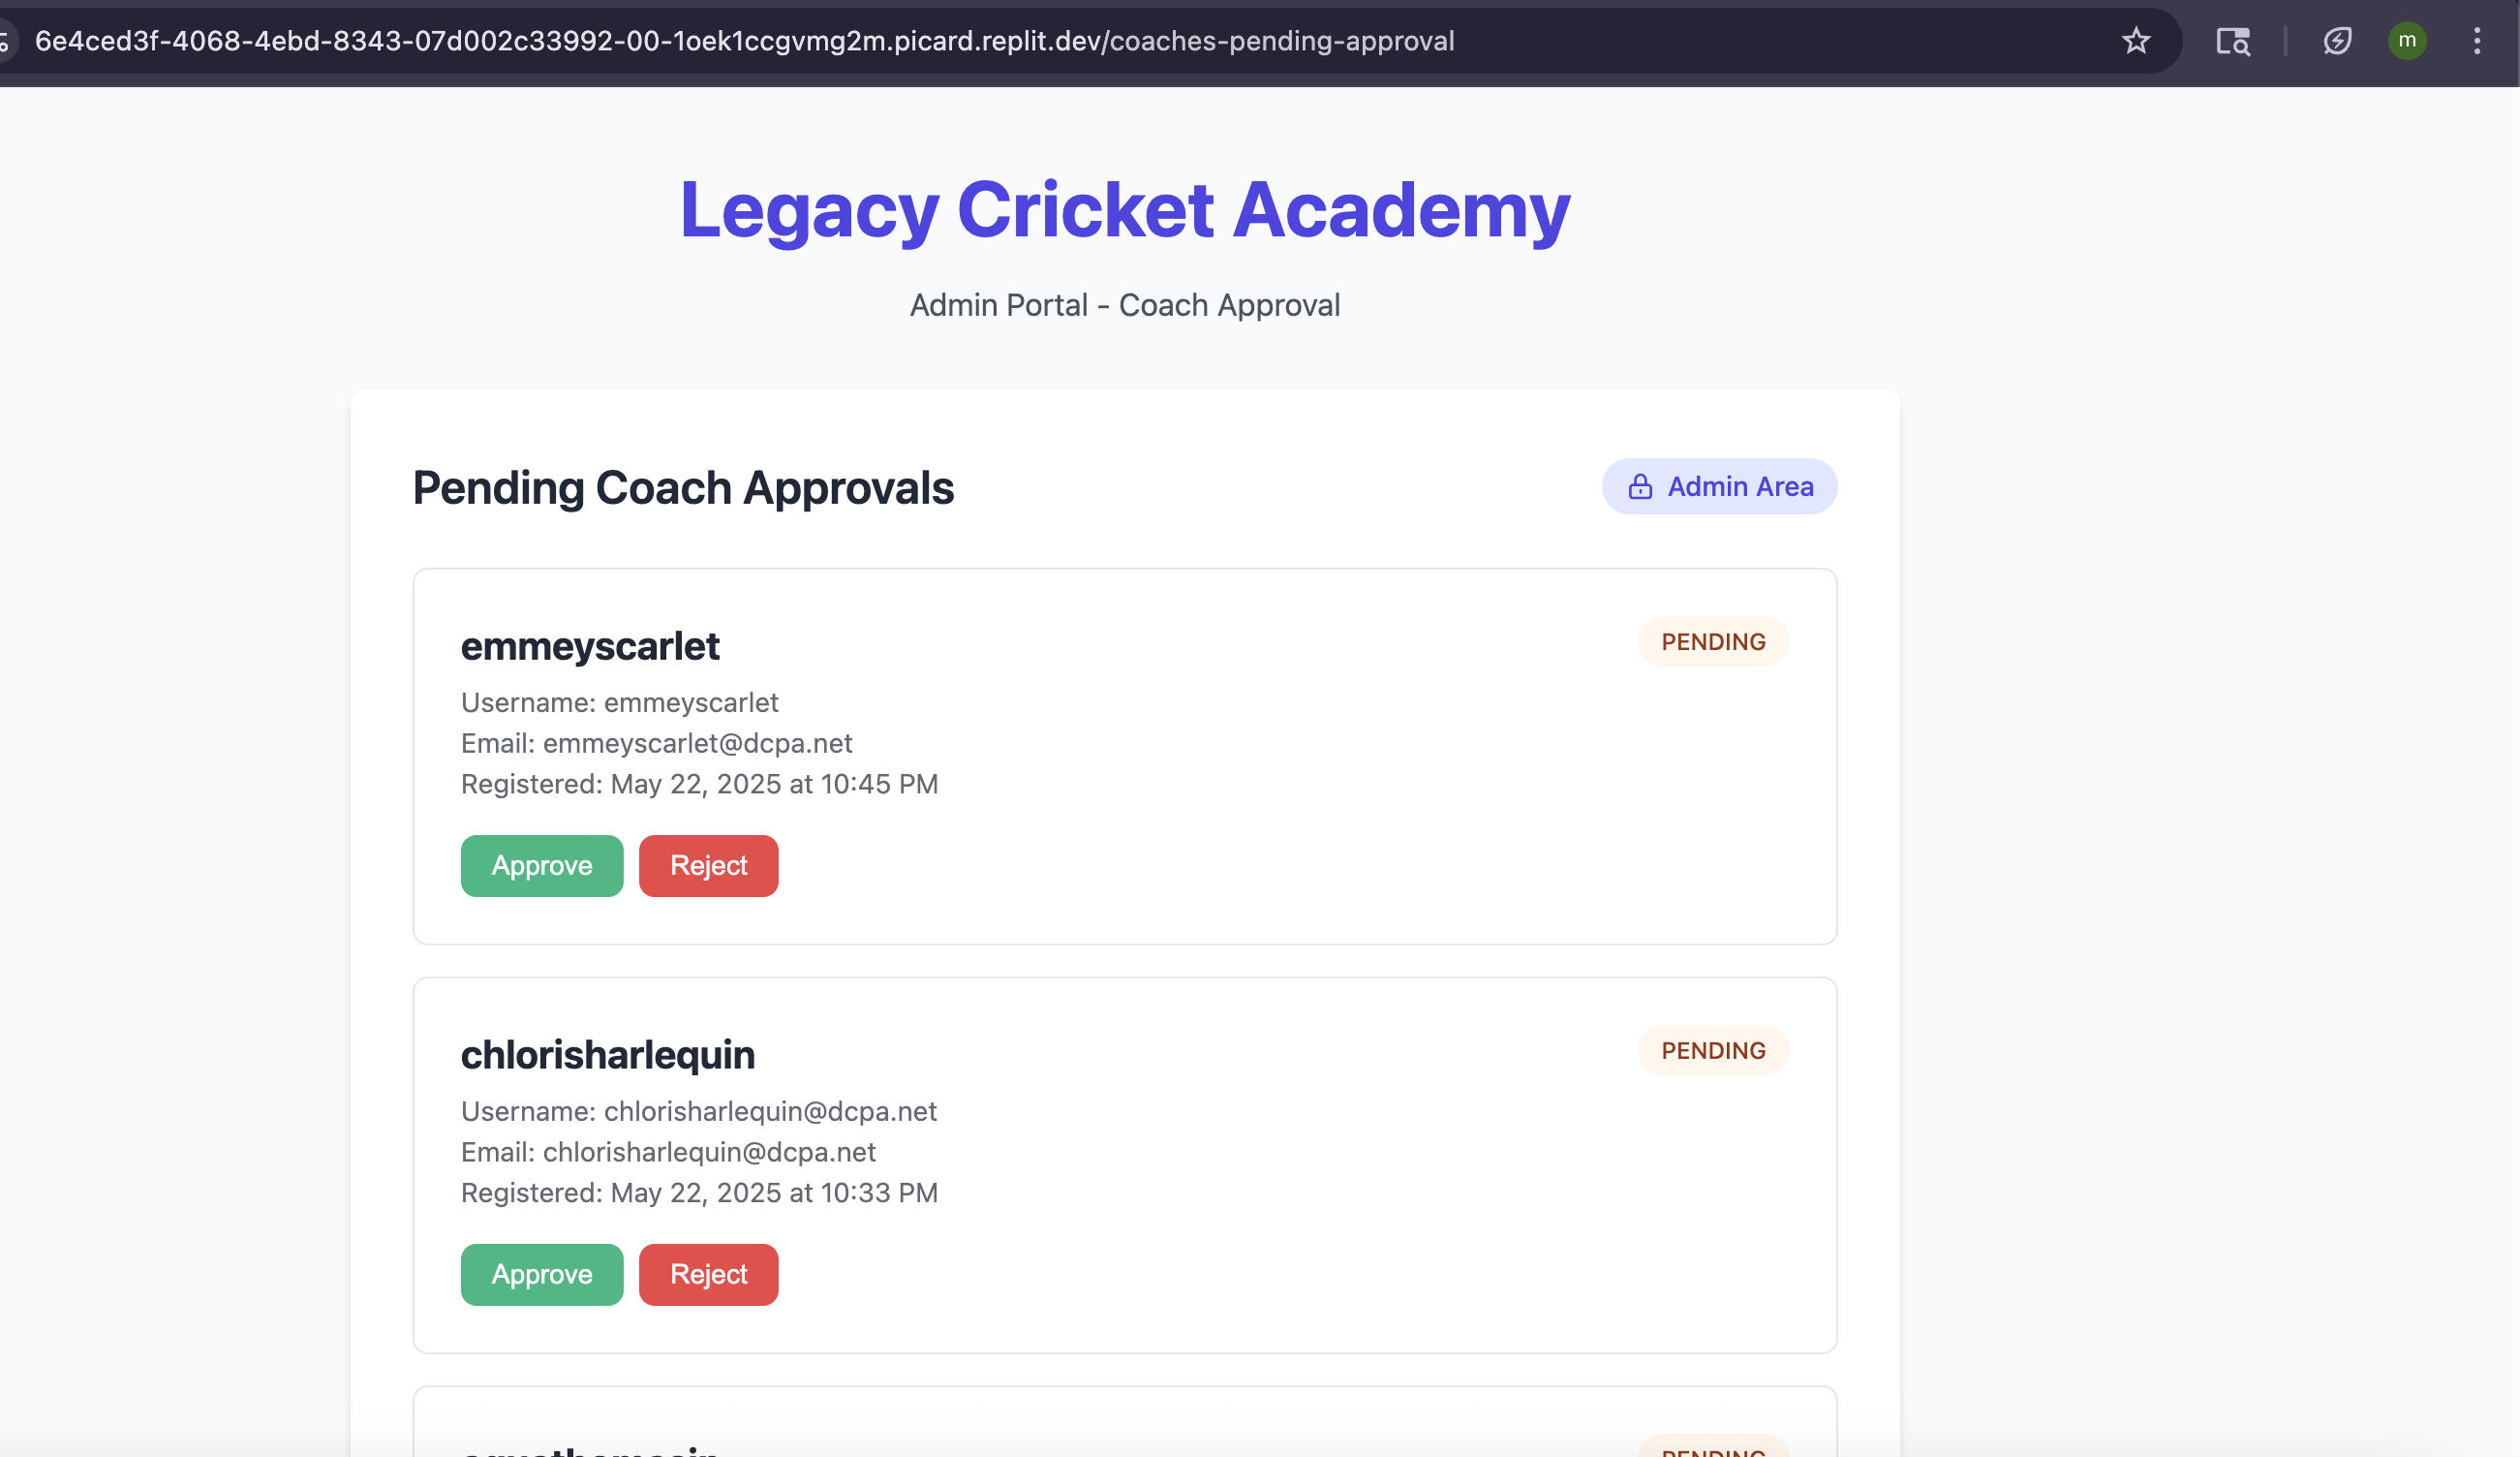 6e4ced3f-4068-4ebd-8343-07d002c33992-00-1oek1ccgvmg2m.picard.replit.dev/coaches-pending-approval
m
Legacy Cricket Academy
Admin Portal - Coach Approval
Pending Coach Approvals
Admin Area
emmeyscarlet
PENDING
Username: emmeyscarlet
Email: emmeyscarlet@dcpa.net
Registered: May 22, 2025 at 10:45 PM
Approve Reject
chlorisharlequin
PENDING
Username: chlorisharlequin@dcpa.net
Email: chlorisharlequin@dcpa.net
Registered: May 22, 2025 at 10:33 PM
Approve Reject
PENDING